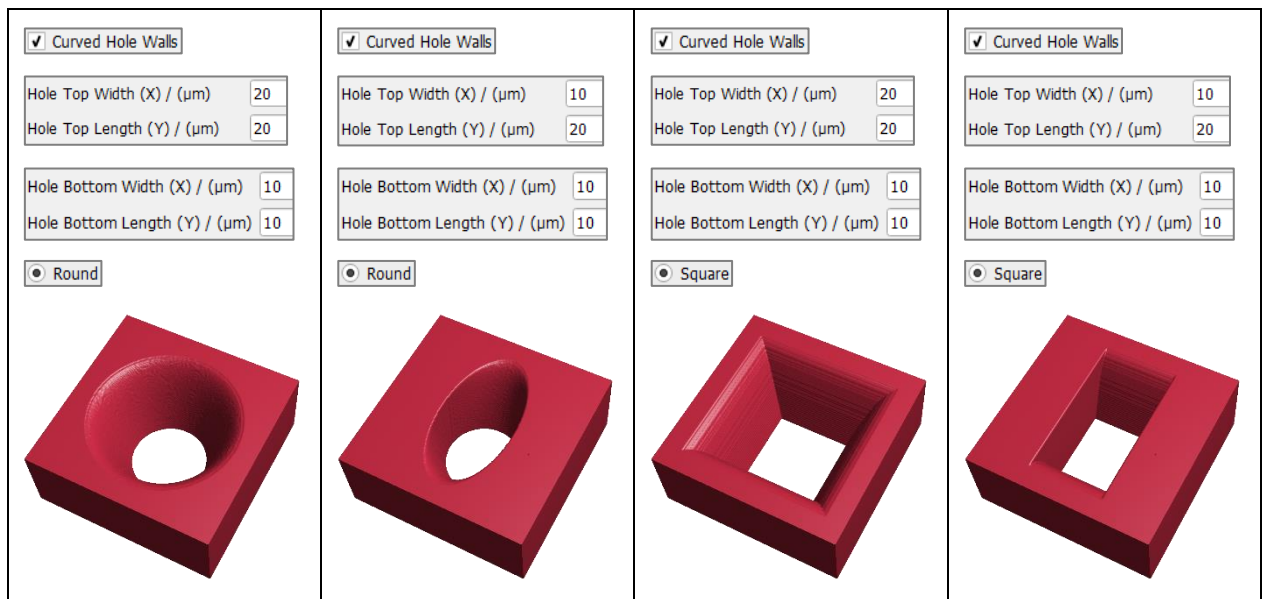 Curved Hole Walls
Hole Top Width (X) / (µm) 20
Hole Top Length (Y) / (µm) 20
Hole Bottom Width (X) / (µm) 10
Hole Bottom Length (Y) / (µm) 10
Round
Curved Hole Walls
Hole Top Width (X) / (µm) 10
Hole Top Length (Y) / (µm) 20
Hole Bottom Width (X) / (µm) 10
Hole Bottom Length (Y) / (µm) 10
Round
Curved Hole Walls
Hole Top Width (X) / (µm) 20
Hole Top Length (Y) / (µm) 20
Hole Bottom Width (X) / (µm) 10
Hole Bottom Length (Y) / (µm) 10
Square
Curved Hole Walls
Hole Top Width (X) / (µm) 10
Hole Top Length (Y) / (µm) 20
Hole Bottom Width (X) / (µm) 10
Hole Bottom Length (Y) / (µm) 10
Square